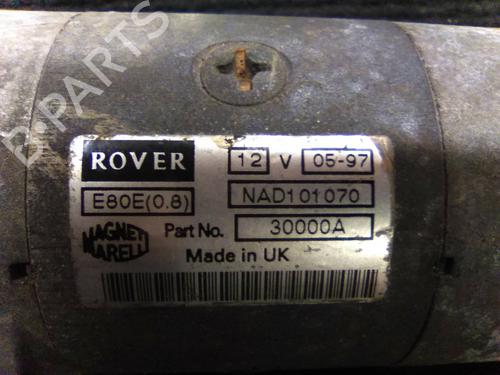 B-PARTS
ROVER 12 V 05-97
E80E(0.8) NAD101070
MAGNETI MARELLI Part No. 30000A
Made in UK